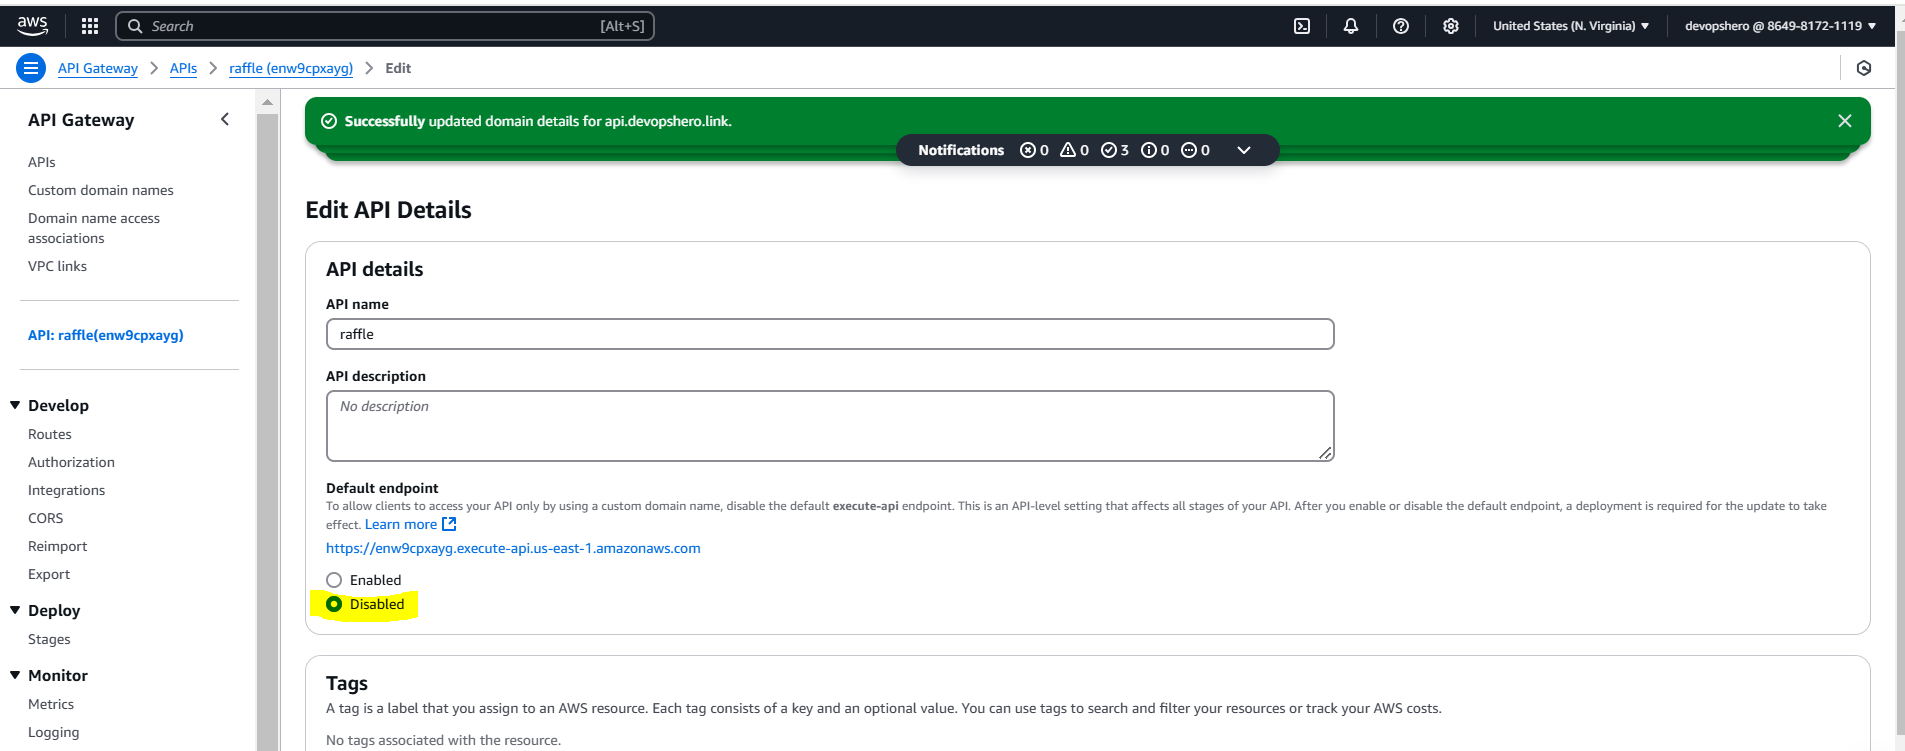 aws
Search [Alt+S]
United States (N. Virginia)
devopshero @ 8649-8172-1119
API Gateway
APIs
raffle (enw9cpxayg)
Edit
API Gateway
APIs
Custom domain names
Domain name access
associations
VPC links
API: raffle(enw9cpxayg)
Develop
Routes
Authorization
Integrations
CORS
Reimport
Export
Deploy
Stages
Monitor
Metrics
Logging
Successfully updated domain details for api.devopshero.link.
Notifications 0 0 3 0 0
Edit API Details
API details
API name
raffle
API description
No description
Default endpoint
To allow clients to access your API only by using a custom domain name, disable the default execute-api endpoint. This is an API-level setting that affects all stages of your API. After you enable or disable the default endpoint, a deployment is required for the update to take
effect. Learn more
https://enw9cpxayg.execute-api.us-east-1.amazonaws.com
Enabled
Disabled
Tags
A tag is a label that you assign to an AWS resource. Each tag consists of a key and an optional value. You can use tags to search and filter your resources or track your AWS costs.
No tags associated with the resource.